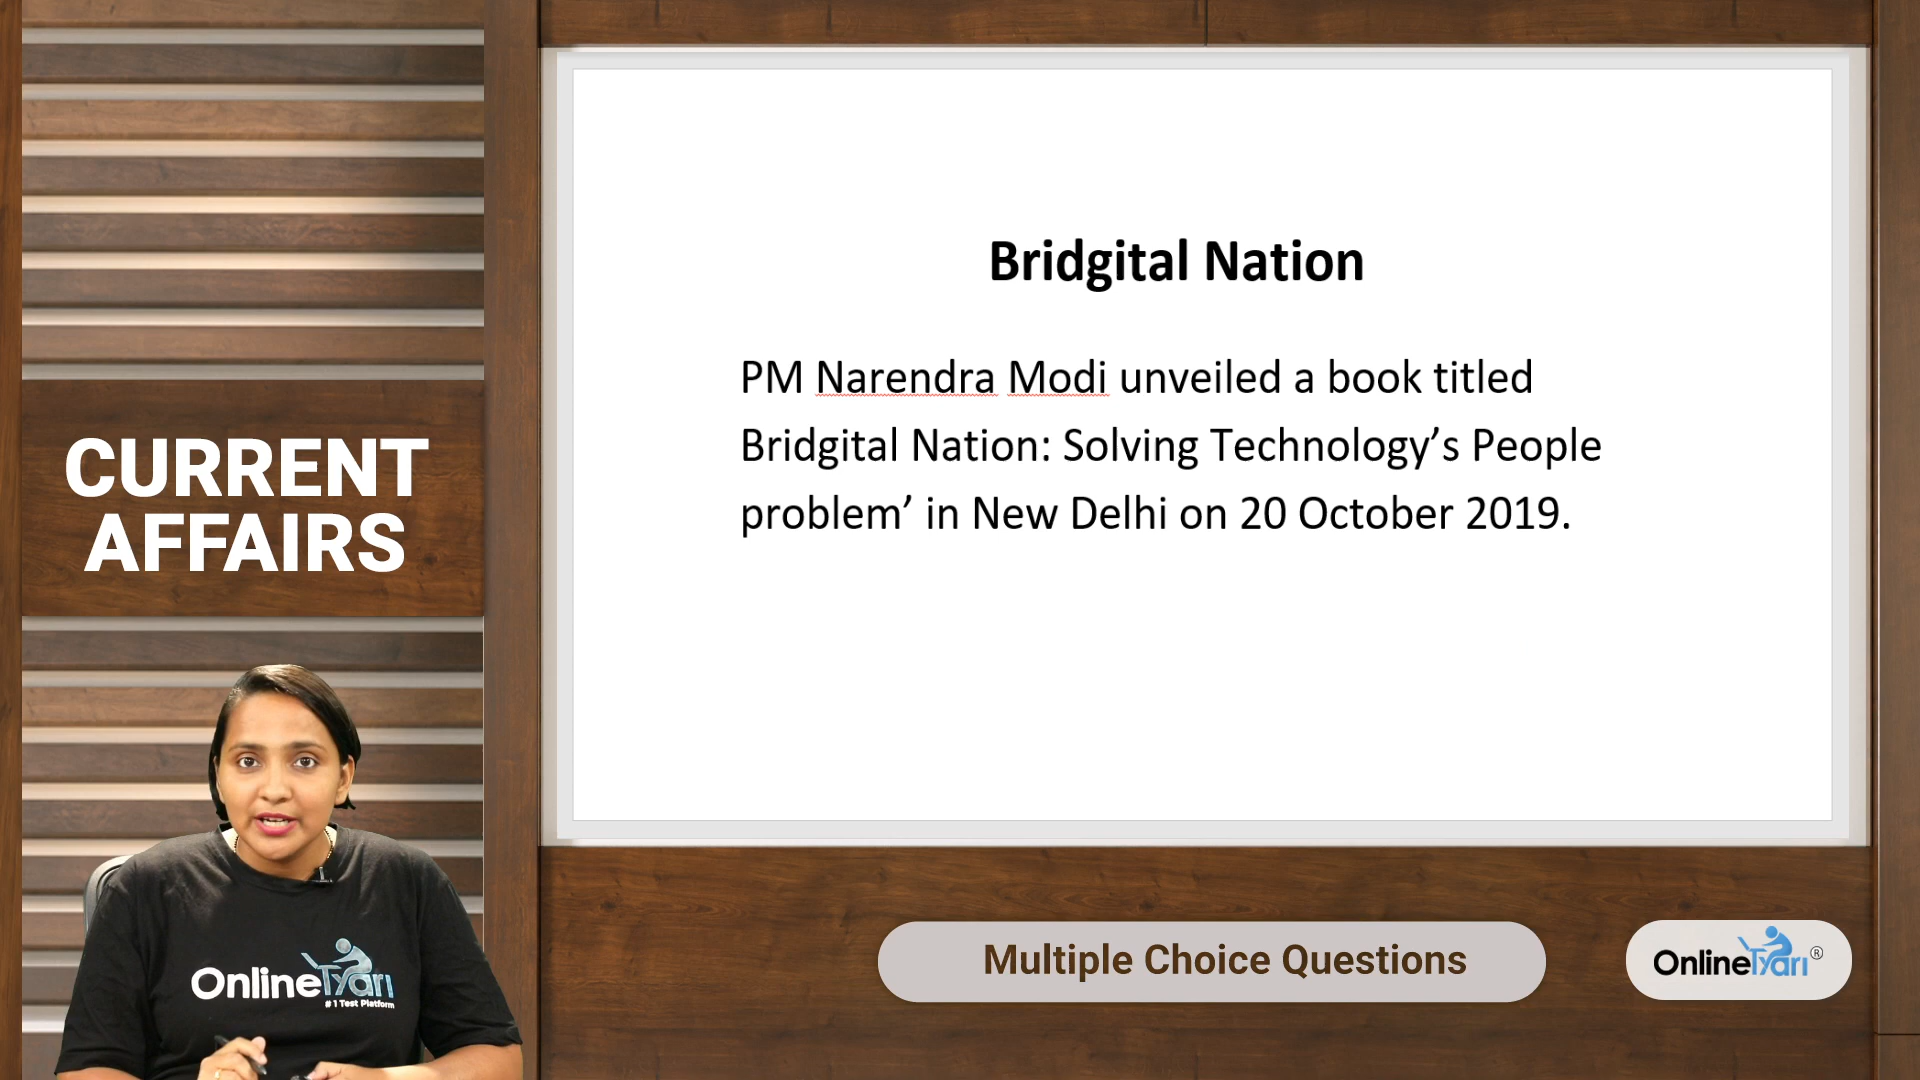 CURRENT
AFFAIRS
Bridgital Nation
PM Narendra Modi unveiled a book titled
Bridgital Nation: Solving Technology’s People
problem’ in New Delhi on 20 October 2019.
OnlineTyari
#1 Test Platform
Multiple Choice Questions
OnlineTyari®